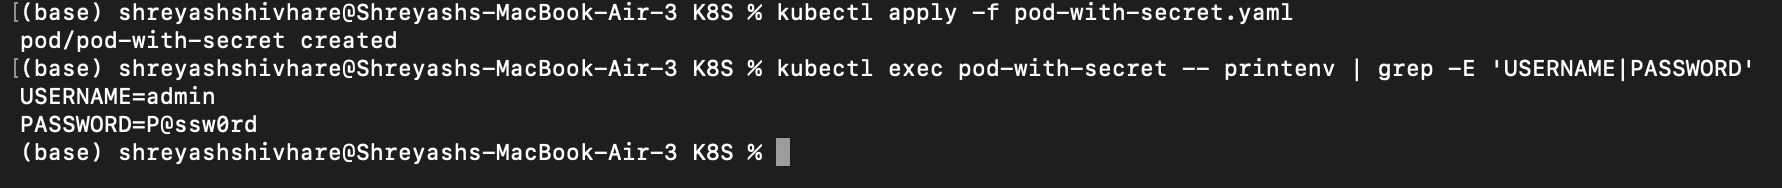 [(base) shreyashshivhare@Shreyashs-MacBook-Air-3 K8S % kubectl apply -f pod-with-secret.yaml
pod/pod-with-secret created
[(base) shreyashshivhare@Shreyashs-MacBook-Air-3 K8S % kubectl exec pod-with-secret -- printenv | grep -E 'USERNAME|PASSWORD'
USERNAME=admin
PASSWORD=P@ssw0rd
(base) shreyashshivhare@Shreyashs-MacBook-Air-3 K8S %